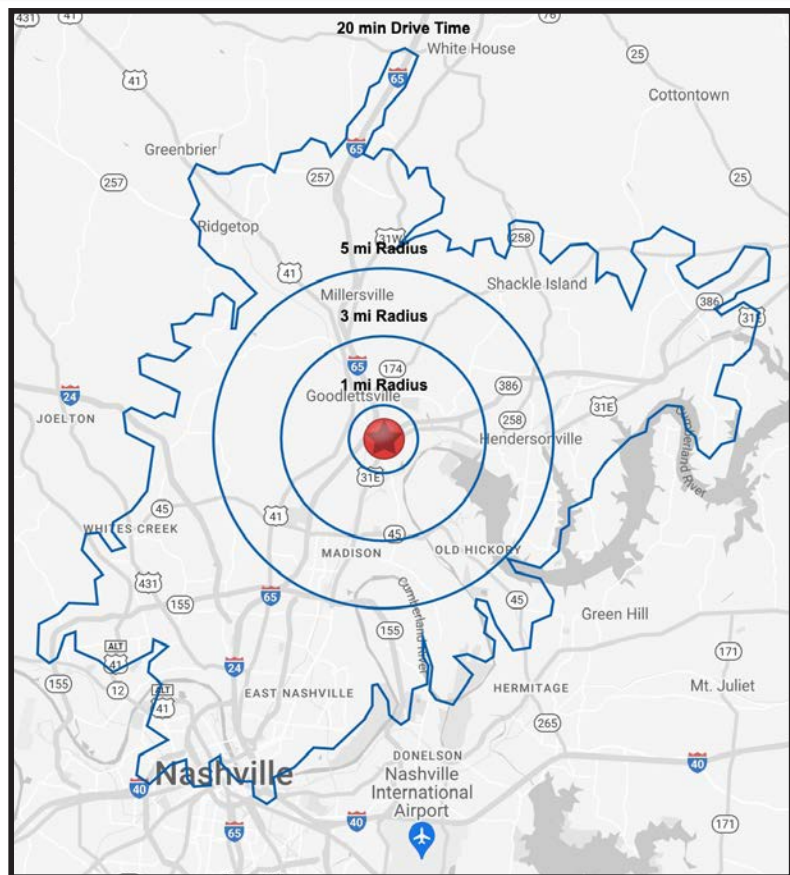 20 min Drive Time
431
41
76
White House
25
41
65
Cottontown
Greenbrier
65
257
257
25
Ridgetop
31W
258
5 mi Radius
41
Shackle Island
Millersville
386
3 mi Radius
31E
65
174
24
1 mi Radius
386
Goodlettsville
31E
JOELTON
258
Hendersonville
Cumberland River
31E
45
41
WHITES CREEK
45
MADISON
OLD HICKORY
431
65
Cumberland River
45
155
155
Green Hill
ALT
41
24
171
155
12
ALT
41
EAST NASHVILLE
HERMITAGE
Mt. Juliet
265
DONELSON
Nashville
Nashville
International
Airport
40
40
65
40
171